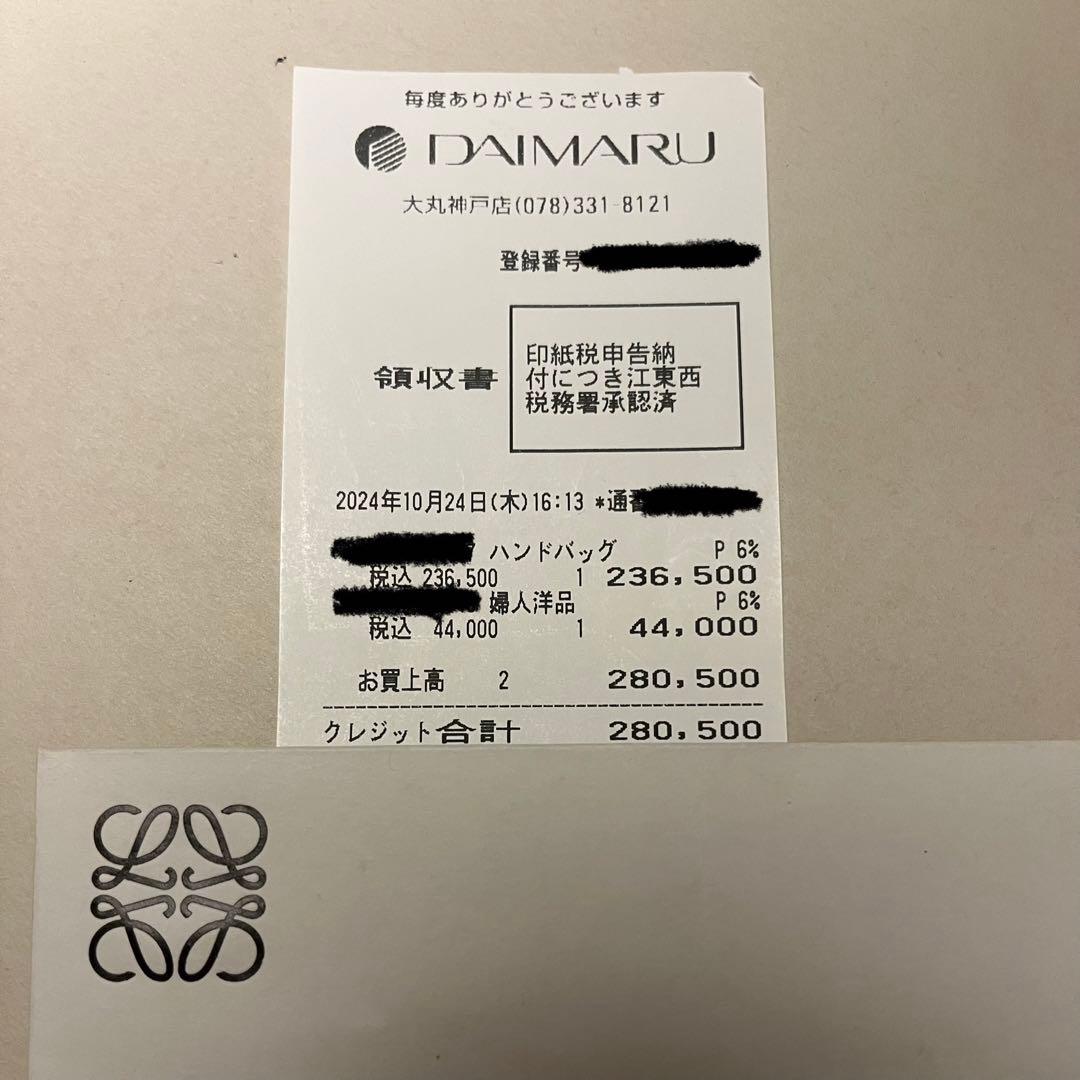 毎度ありがとうございます
DAIMARU
大丸神戸店(078)331-8121
登録番号
領収書
印紙税申告納
付につき江東西
税務署承認済
2024年10月24日(木)16:13 *通番
ハンドバッグ P 6%
税込 236,500 1 236,500
婦人洋品 P 6%
税込 44,000 1 44,000
お買上高 2 280,500
クレジット合計 280,500